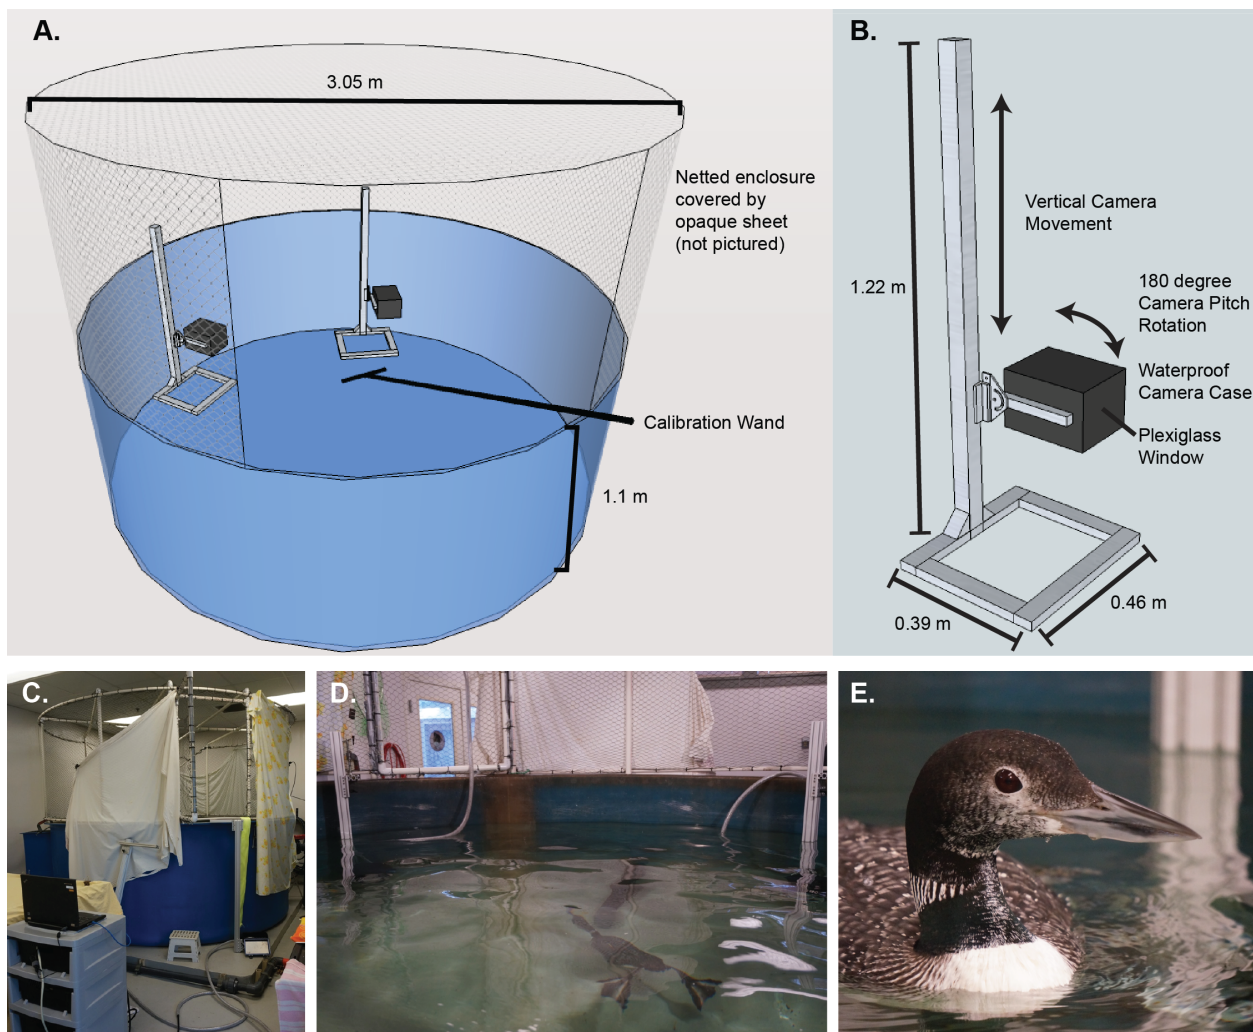 A.
3.05 m
Netted enclosure
covered by
opaque sheet
(not pictured)
Calibration Wand
1.1 m
B.
Vertical Camera
Movement
1.22 m
180 degree
Camera Pitch
Rotation
Waterproof
Camera Case
Plexiglass
Window
0.46 m
0.39 m
C.
D.
E.